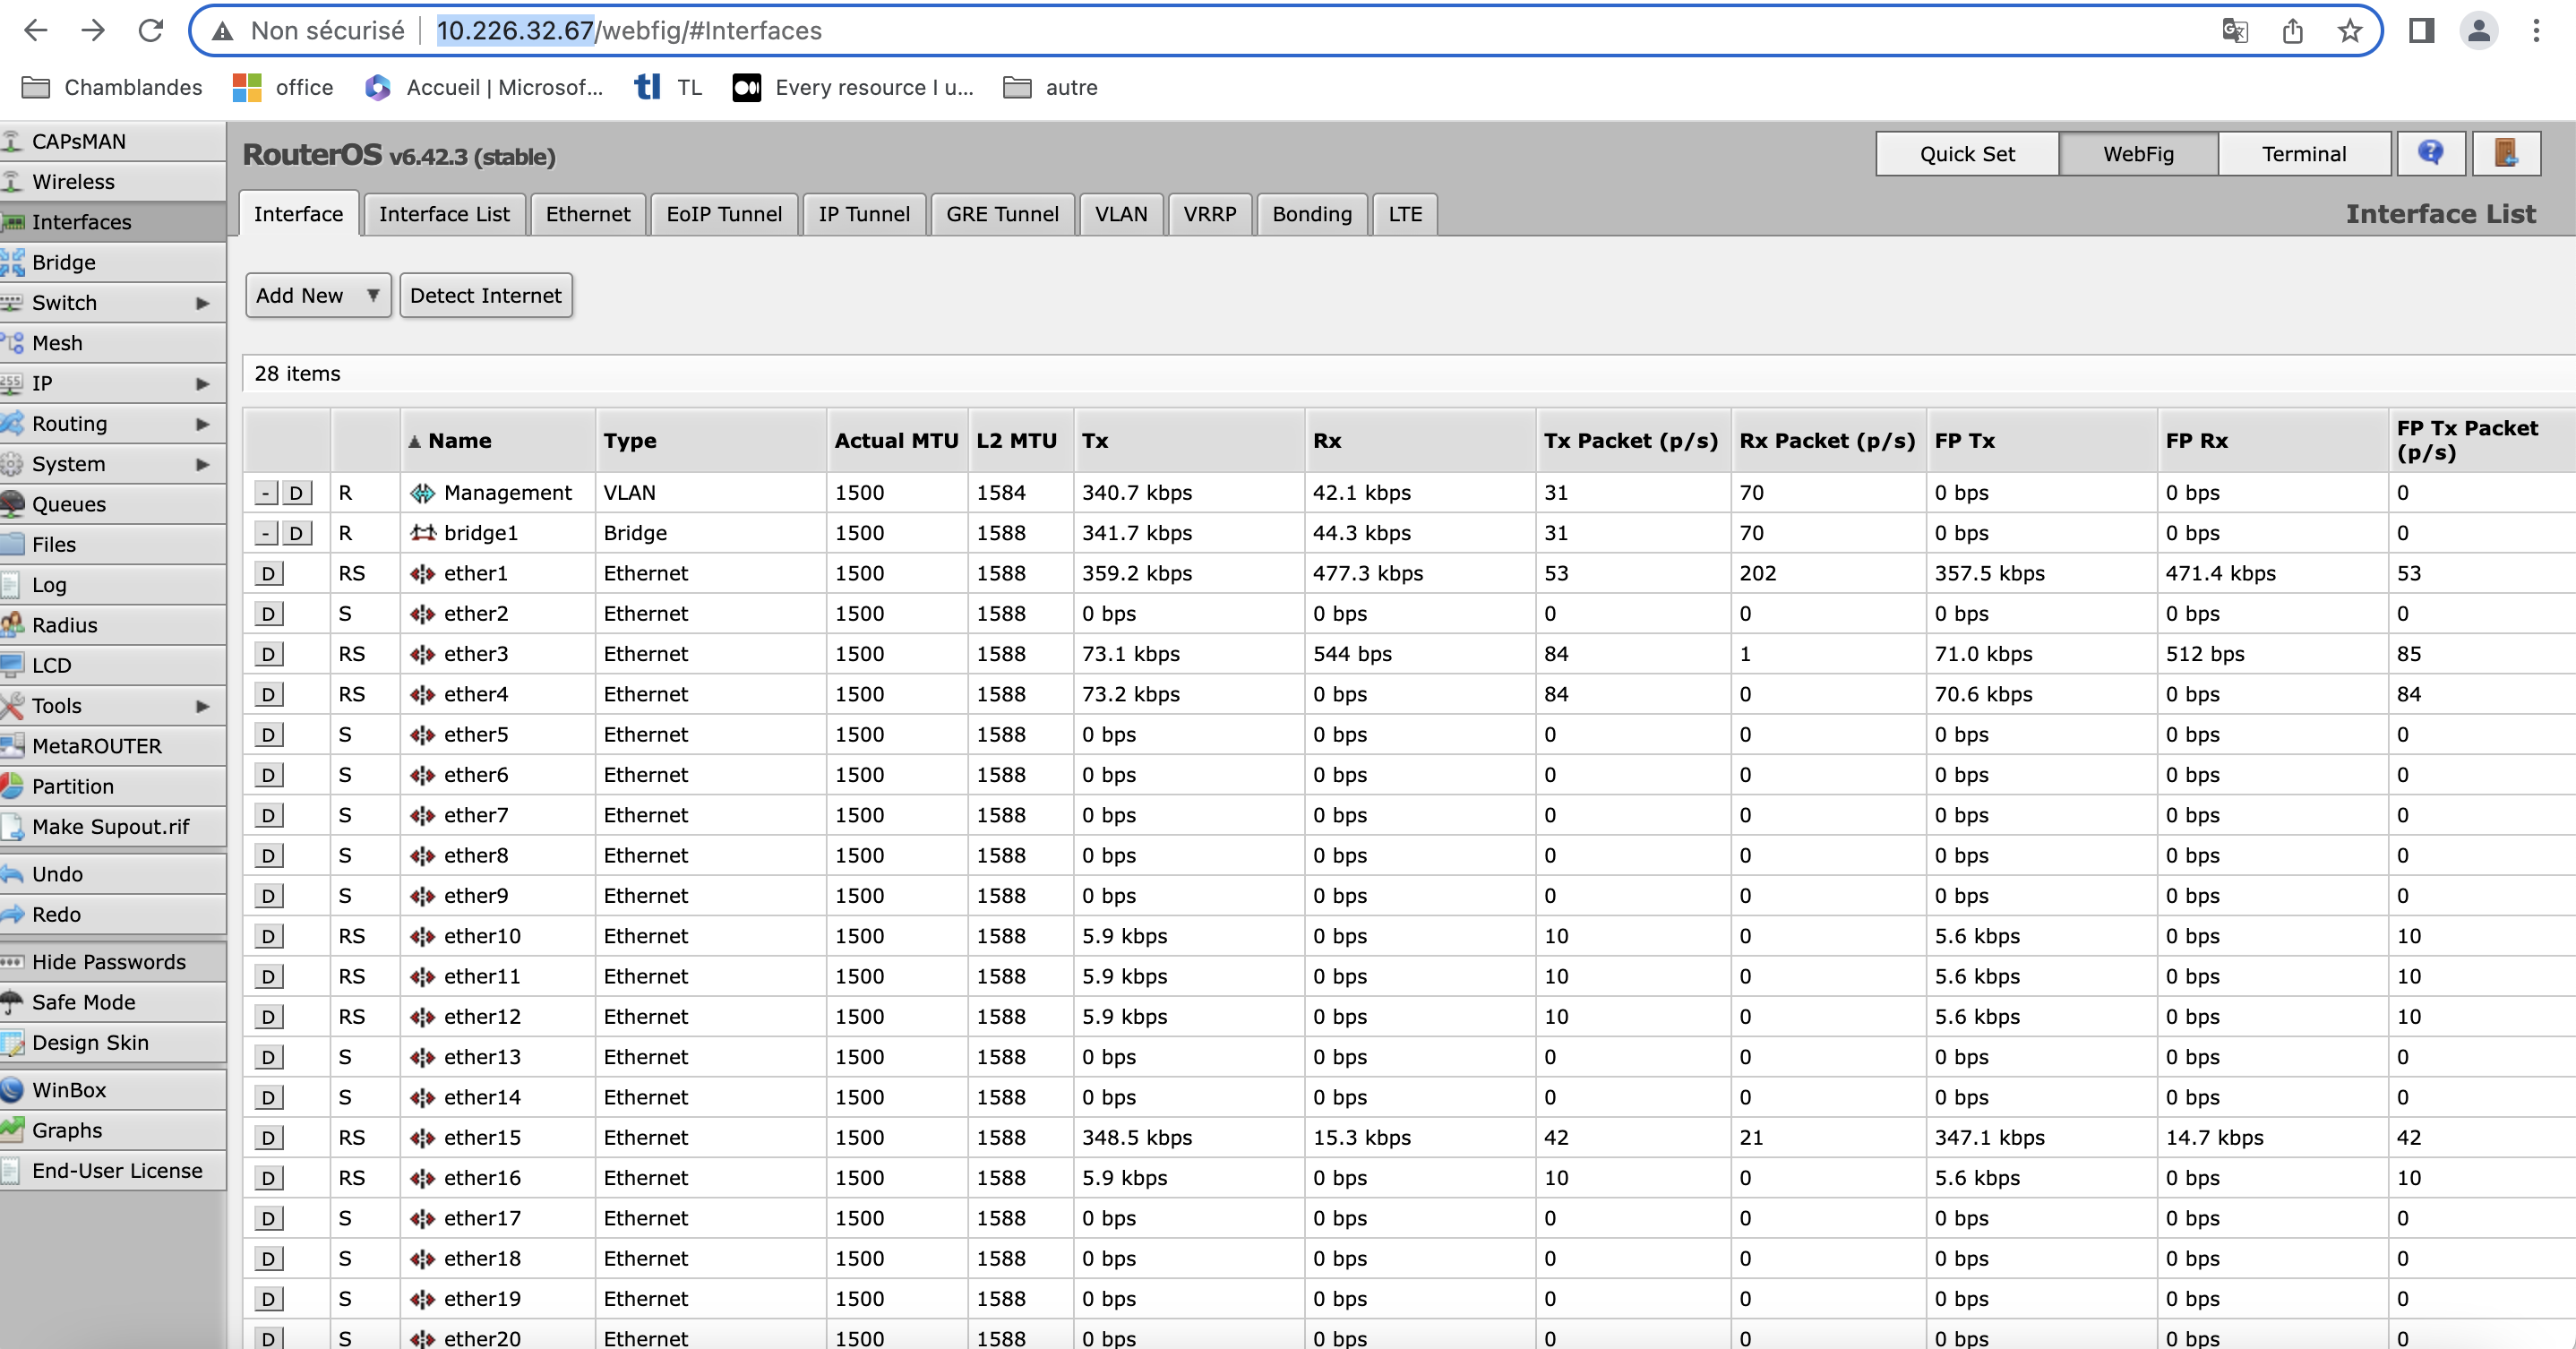 Non sécurisé 10.226.32.67/webfig/#Interfaces
Chamblandes office Accueil | Microsof... tl TL Every resource I u... autre
CAPsMAN
Wireless
Interfaces
Bridge
Switch
Mesh
255 IP
Routing
System
Queues
Files
Log
Radius
LCD
Tools
MetaROUTER
Partition
Make Supout.rif
Undo
Redo
Hide Passwords
Safe Mode
Design Skin
WinBox
Graphs
End-User License
RouterOS v6.42.3 (stable)
Quick Set WebFig Terminal ?
Interface Interface List Ethernet EoIP Tunnel IP Tunnel GRE Tunnel VLAN VRRP Bonding LTE Interface List
Add New ▼ Detect Internet
28 items
▲ Name Type Actual MTU L2 MTU Tx Rx Tx Packet (p/s) Rx Packet (p/s) FP Tx FP Rx FP Tx Packet (p/s)
- D R Management VLAN 1500 1584 340.7 kbps 42.1 kbps 31 70 0 bps 0 bps 0
- D R bridge1 Bridge 1500 1588 341.7 kbps 44.3 kbps 31 70 0 bps 0 bps 0
D RS ether1 Ethernet 1500 1588 359.2 kbps 477.3 kbps 53 202 357.5 kbps 471.4 kbps 53
D S ether2 Ethernet 1500 1588 0 bps 0 bps 0 0 0 bps 0 bps 0
D RS ether3 Ethernet 1500 1588 73.1 kbps 544 bps 84 1 71.0 kbps 512 bps 85
D RS ether4 Ethernet 1500 1588 73.2 kbps 0 bps 84 0 70.6 kbps 0 bps 84
D S ether5 Ethernet 1500 1588 0 bps 0 bps 0 0 0 bps 0 bps 0
D S ether6 Ethernet 1500 1588 0 bps 0 bps 0 0 0 bps 0 bps 0
D S ether7 Ethernet 1500 1588 0 bps 0 bps 0 0 0 bps 0 bps 0
D S ether8 Ethernet 1500 1588 0 bps 0 bps 0 0 0 bps 0 bps 0
D S ether9 Ethernet 1500 1588 0 bps 0 bps 0 0 0 bps 0 bps 0
D RS ether10 Ethernet 1500 1588 5.9 kbps 0 bps 10 0 5.6 kbps 0 bps 10
D RS ether11 Ethernet 1500 1588 5.9 kbps 0 bps 10 0 5.6 kbps 0 bps 10
D RS ether12 Ethernet 1500 1588 5.9 kbps 0 bps 10 0 5.6 kbps 0 bps 10
D S ether13 Ethernet 1500 1588 0 bps 0 bps 0 0 0 bps 0 bps 0
D S ether14 Ethernet 1500 1588 0 bps 0 bps 0 0 0 bps 0 bps 0
D RS ether15 Ethernet 1500 1588 348.5 kbps 15.3 kbps 42 21 347.1 kbps 14.7 kbps 42
D RS ether16 Ethernet 1500 1588 5.9 kbps 0 bps 10 0 5.6 kbps 0 bps 10
D S ether17 Ethernet 1500 1588 0 bps 0 bps 0 0 0 bps 0 bps 0
D S ether18 Ethernet 1500 1588 0 bps 0 bps 0 0 0 bps 0 bps 0
D S ether19 Ethernet 1500 1588 0 bps 0 bps 0 0 0 bps 0 bps 0
D S ether20 Ethernet 1500 1588 0 bps 0 bps 0 0 0 bps 0 bps 0